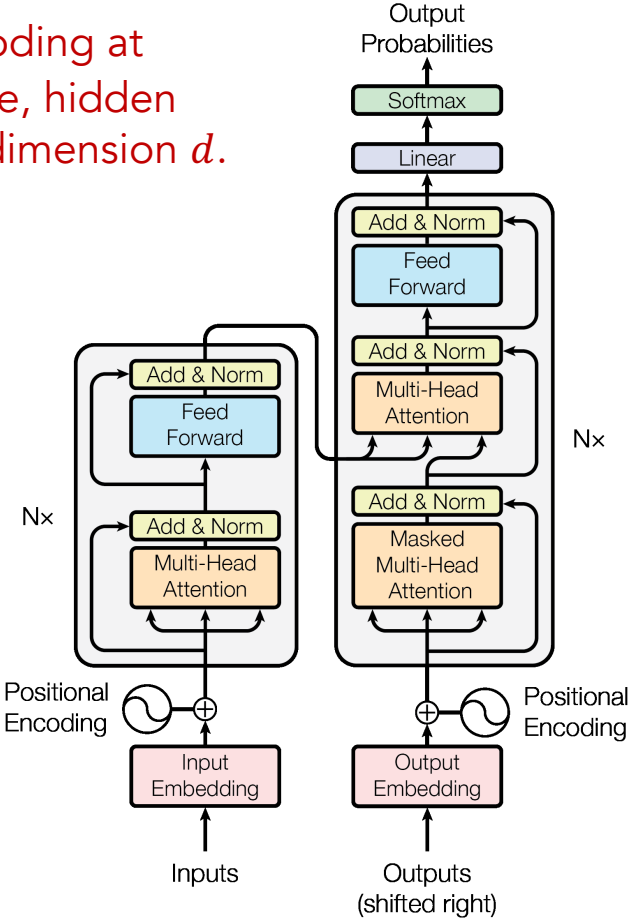 oding at
e, hidden
dimension d.
Output
Probabilities
Softmax
Linear
Add & Norm
Feed
Forward
Add & Norm
Multi-Head
Attention
Nx
Add & Norm
Masked
Multi-Head
Attention
Add & Norm
Feed
Forward
Nx
Add & Norm
Multi-Head
Attention
Positional
Encoding
Positional
Encoding
Input
Embedding
Output
Embedding
Inputs
Outputs
(shifted right)